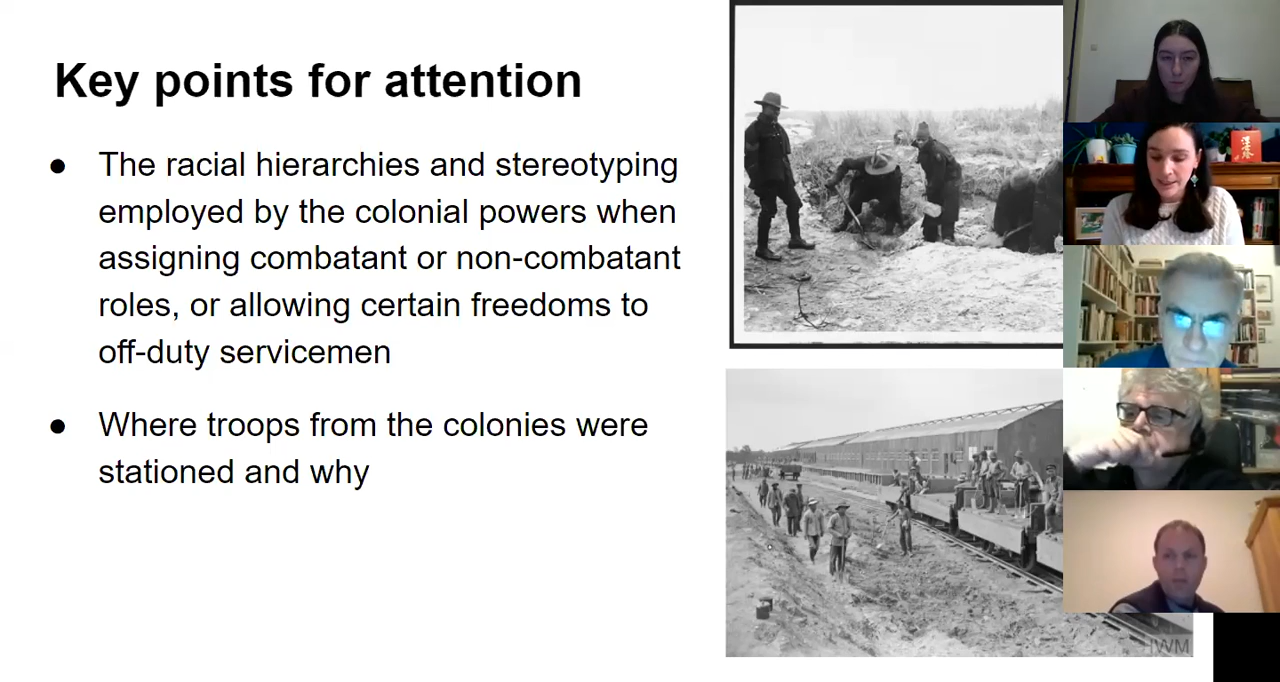 Key points for attention
● The racial hierarchies and stereotyping
employed by the colonial powers when
assigning combatant or non-combatant
roles, or allowing certain freedoms to
off-duty servicemen
● Where troops from the colonies were
stationed and why
IWM